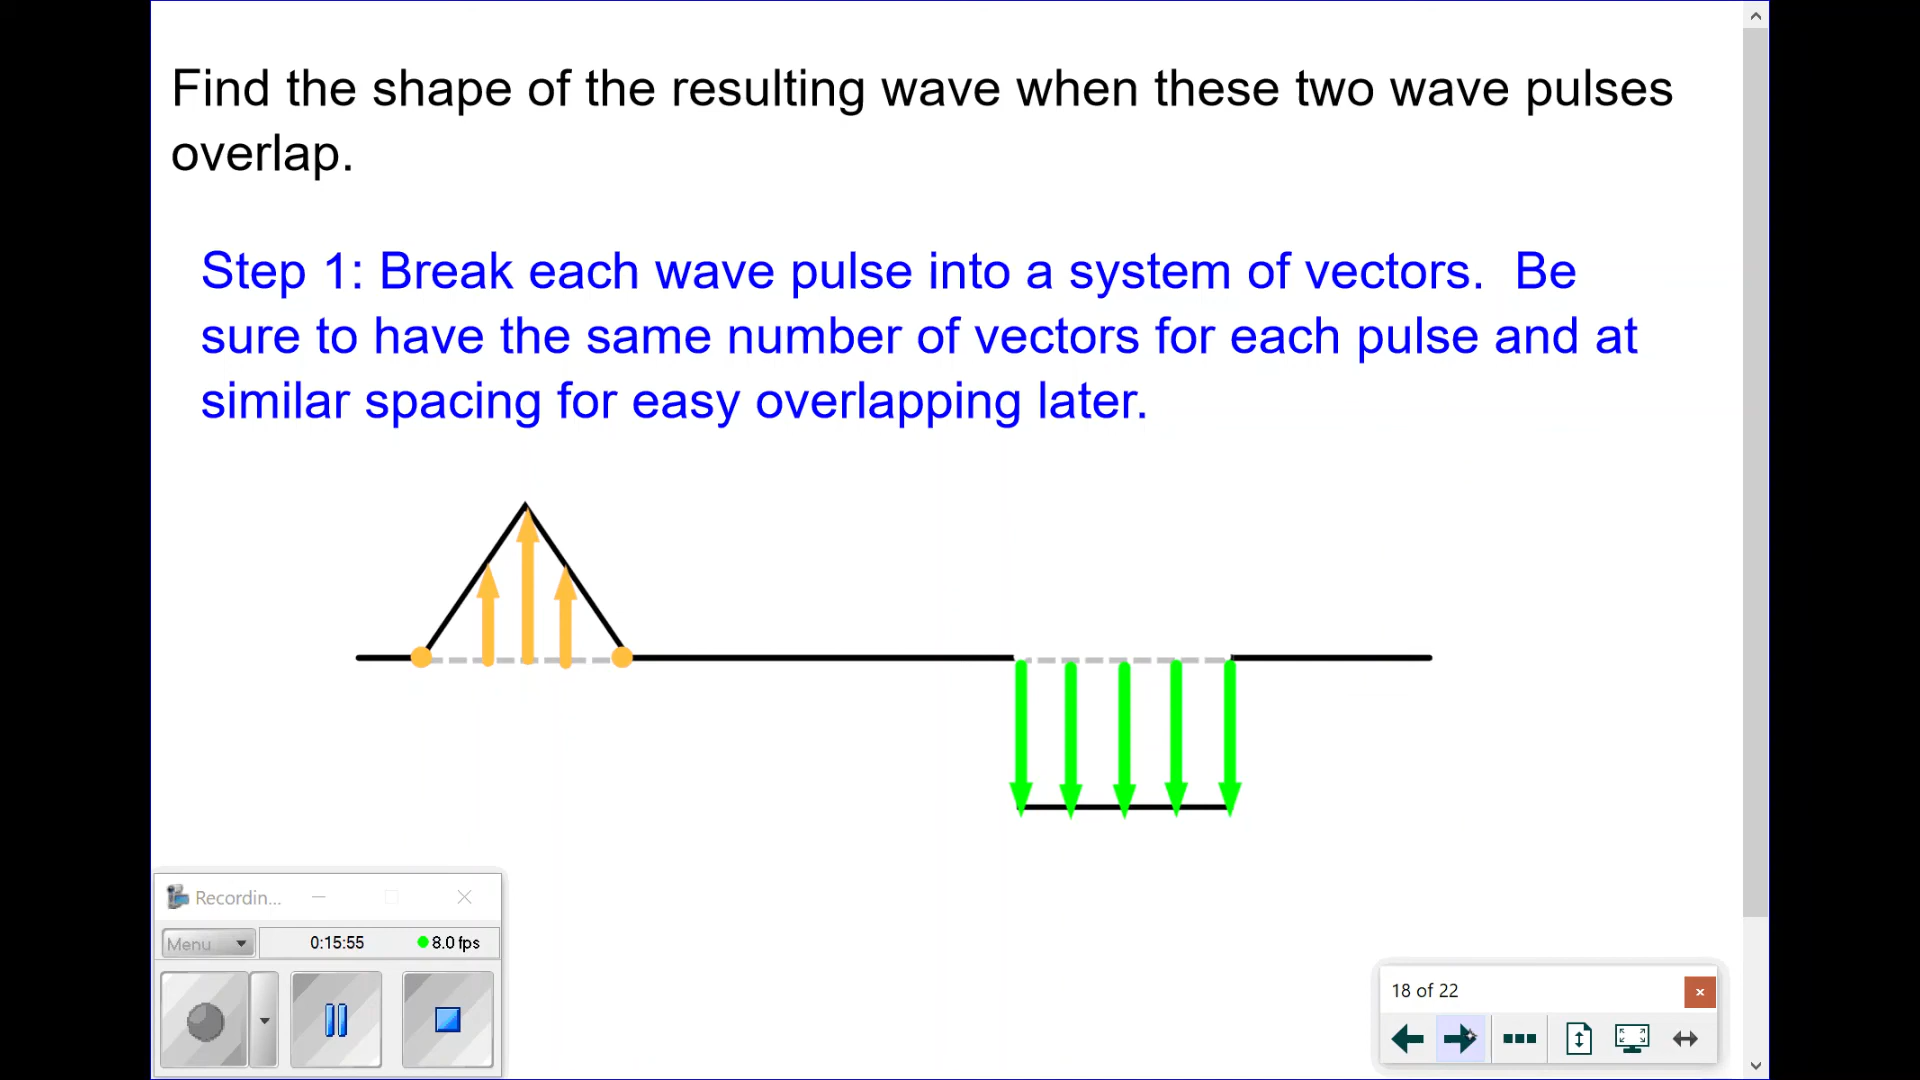 Find the shape of the resulting wave when these two wave pulses
overlap.
Step 1: Break each wave pulse into a system of vectors.  Be
sure to have the same number of vectors for each pulse and at
similar spacing for easy overlapping later.
Recordin...
Menu
0:15:55
8.0 fps
18 of 22